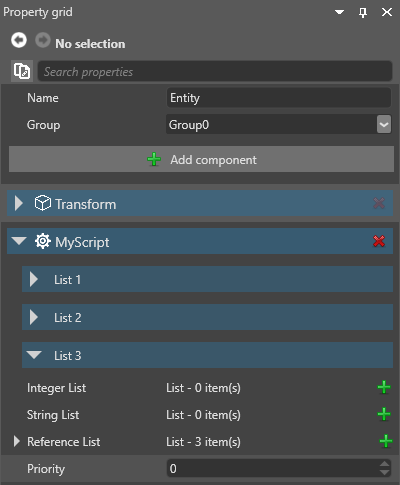 Property grid
No selection
Search properties
Name Entity
Group Group0
Add component
Transform
MyScript
List 1
List 2
List 3
Integer List List - 0 item(s)
String List List - 0 item(s)
Reference List List - 3 item(s)
Priority 0